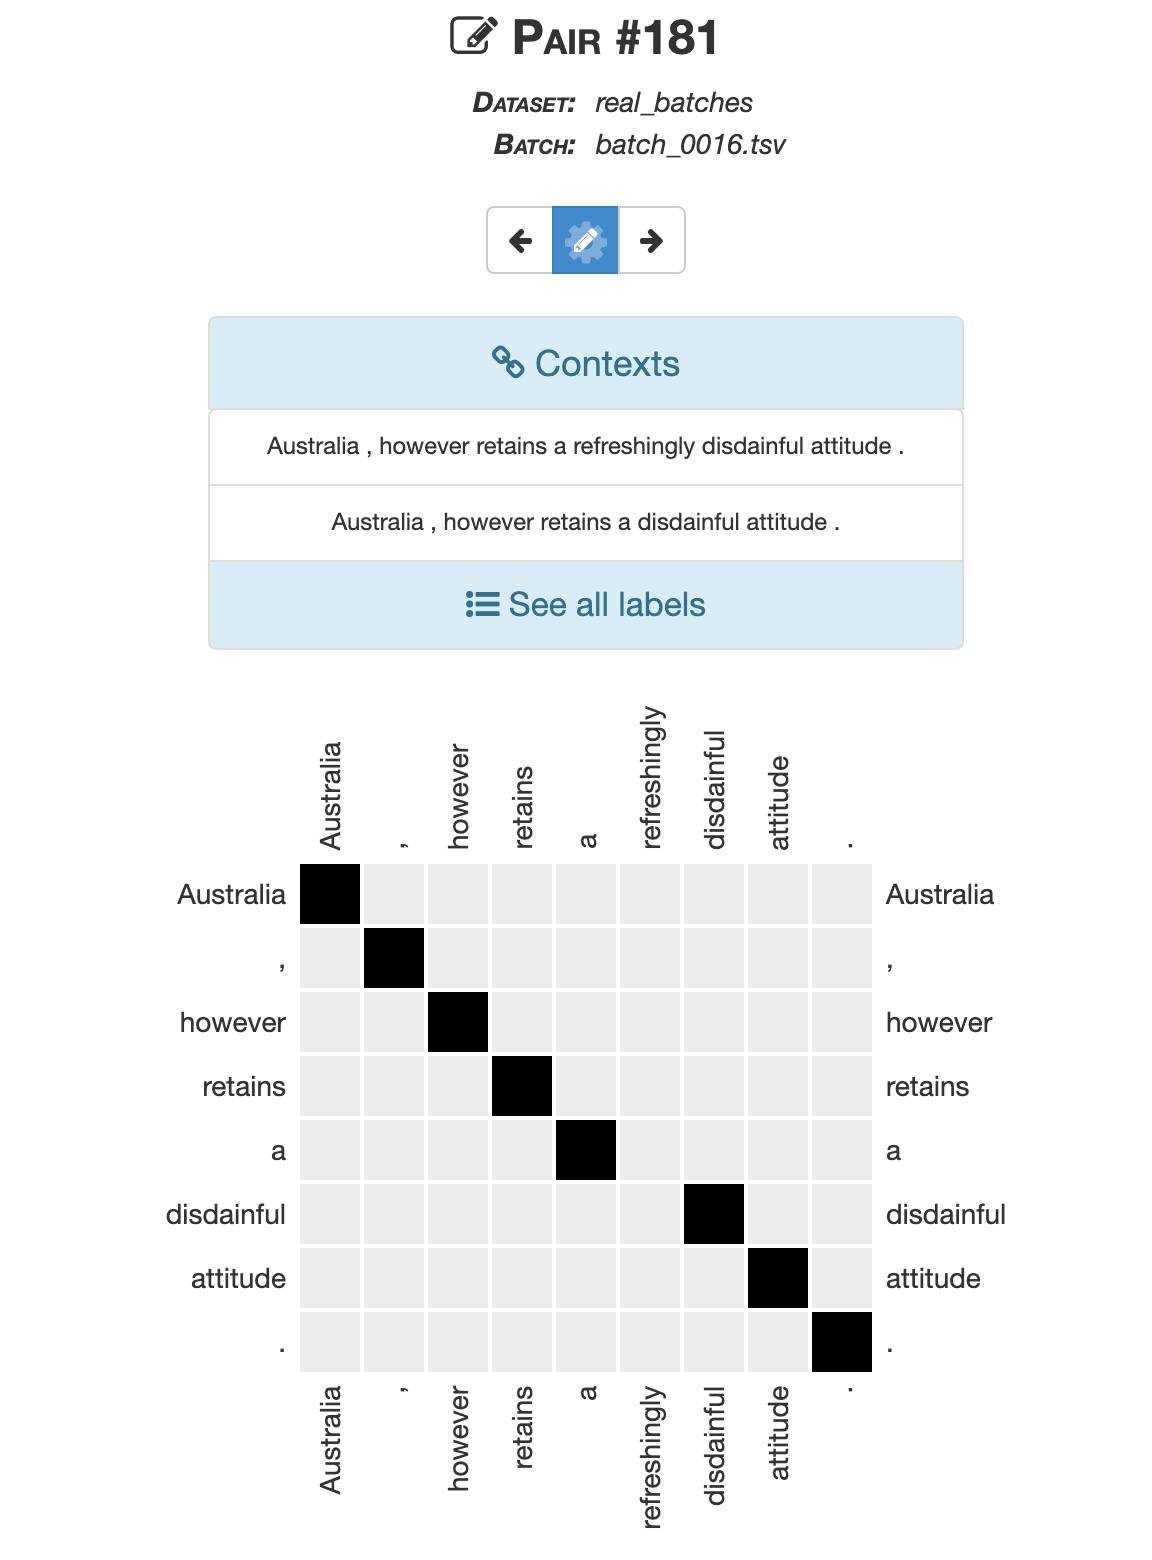 Pair #181
Dataset: real_batches
Batch: batch_0016.tsv
Contexts
Australia , however retains a refreshingly disdainful attitude .
Australia , however retains a disdainful attitude .
See all labels
Australia , however retains a refreshingly disdainful attitude .
Australia Australia
, ,
however however
retains retains
a a
disdainful disdainful
attitude attitude
. .
Australia , however retains a refreshingly disdainful attitude .